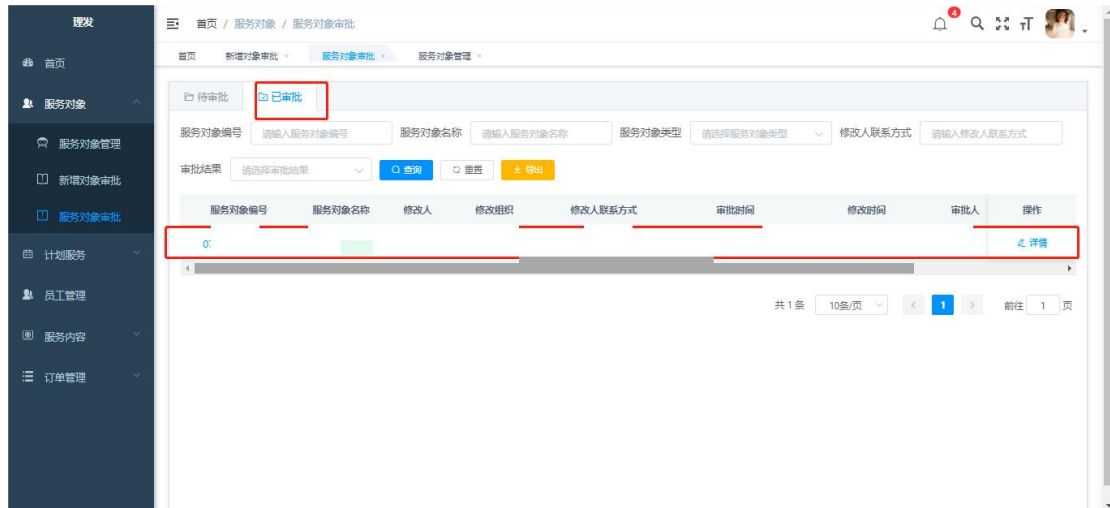 理发
首页 / 服务对象 / 服务对象审批
4
首页
新增对象审批
服务对象审批
服务对象管理
首页
服务对象
服务对象管理
新增对象审批
服务对象审批
计划服务
员工管理
服务内容
订单管理
待审批
已审批
服务对象编号 请输入服务对象编号 服务对象名称 请输入服务对象名称 服务对象类型 请选择服务对象类型 修改人联系方式 请输入修改人联系方式
审批结果 请选择审批结果 查询 重置 导出
服务对象编号 服务对象名称 修改人 修改组织 修改人联系方式 审批时间 修改时间 审批人 操作
详情
共 1 条 10条/页 1 前往 1 页